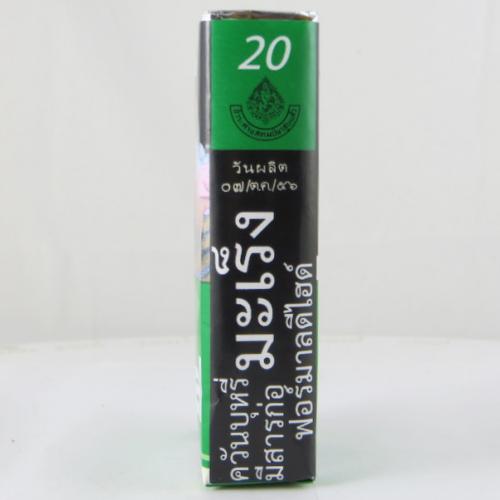 20
วันผลิต
๐๗/ต.ค/๕๖
ควันบุหรี่
มีสารก่อ
มะเร็ง
ฟอร์มาลดีไฮด์